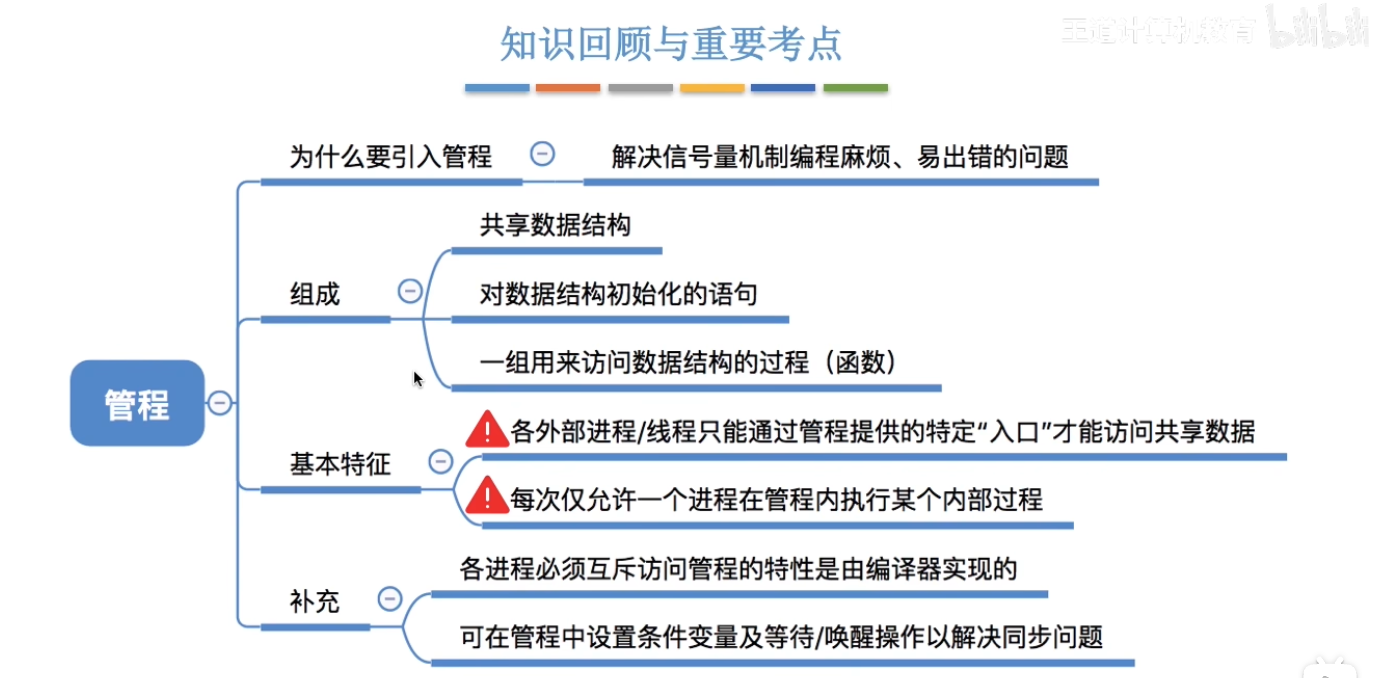 知识回顾与重要考点
王道计算机教育
bilibili
为什么要引入管程
解决信号量机制编程麻烦、易出错的问题
共享数据结构
组成
对数据结构初始化的语句
一组用来访问数据结构的过程（函数）
管程
各外部进程/线程只能通过管程提供的特定“入口”才能访问共享数据
基本特征
每次仅允许一个进程在管程内执行某个内部过程
各进程必须互斥访问管程的特性是由编译器实现的
补充
可在管程中设置条件变量及等待/唤醒操作以解决同步问题